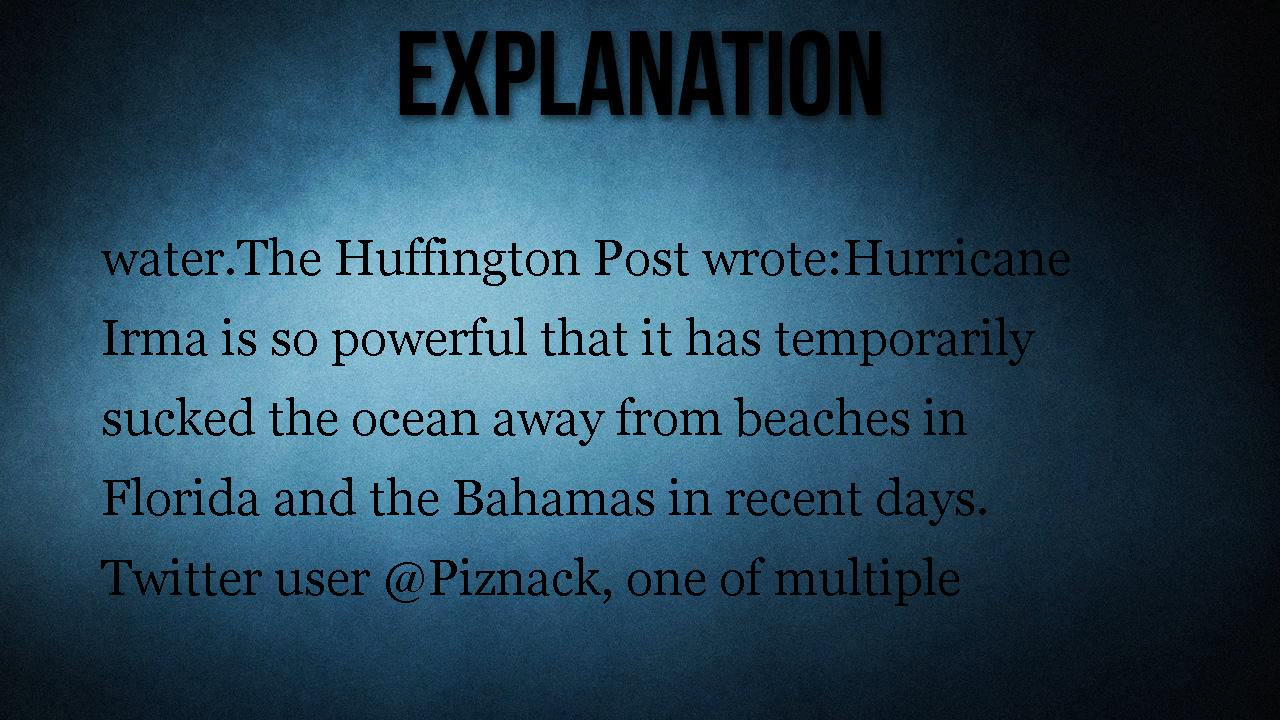 EXPLANATION
water.The Huffington Post wrote:Hurricane
Irma is so powerful that it has temporarily
sucked the ocean away from beaches in
Florida and the Bahamas in recent days.
Twitter user @Piznack, one of multiple